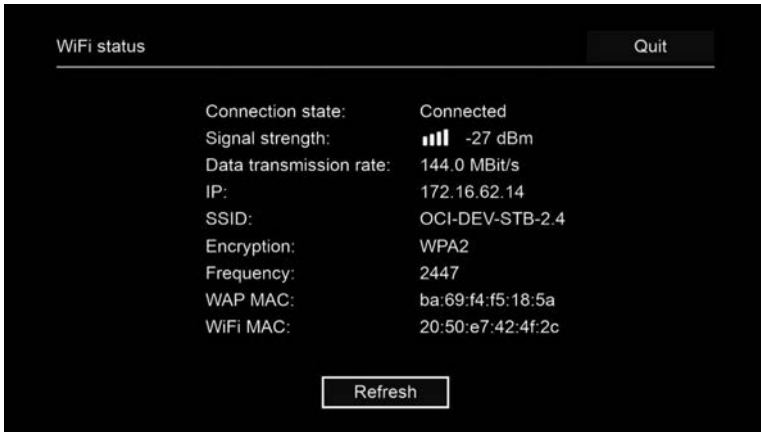 WiFi status
Quit
Connection state: Connected
Signal strength: -27 dBm
Data transmission rate: 144.0 MBit/s
IP: 172.16.62.14
SSID: OCI-DEV-STB-2.4
Encryption: WPA2
Frequency: 2447
WAP MAC: ba:69:f4:f5:18:5a
WiFi MAC: 20:50:e7:42:4f:2c
Refresh